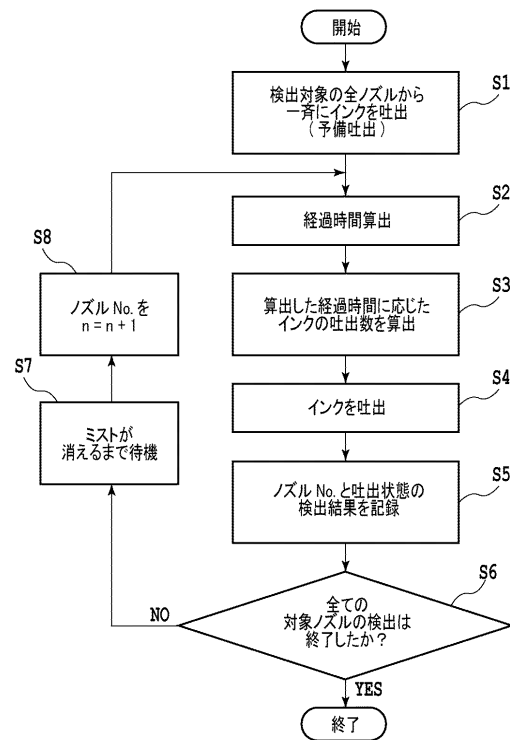 開始
S1
検出対象の全ノズルから
一斉にインクを吐出
(予備吐出)
S2
経過時間算出
S3
算出した経過時間に応じた
インクの吐出数を算出
S4
インクを吐出
S5
ノズル No.と吐出状態の
検出結果を記録
S6
全ての
対象ノズルの検出は
終了したか?
NO
S7
ミストが
消えるまで待機
S8
ノズル No.を
n = n + 1
YES
終了